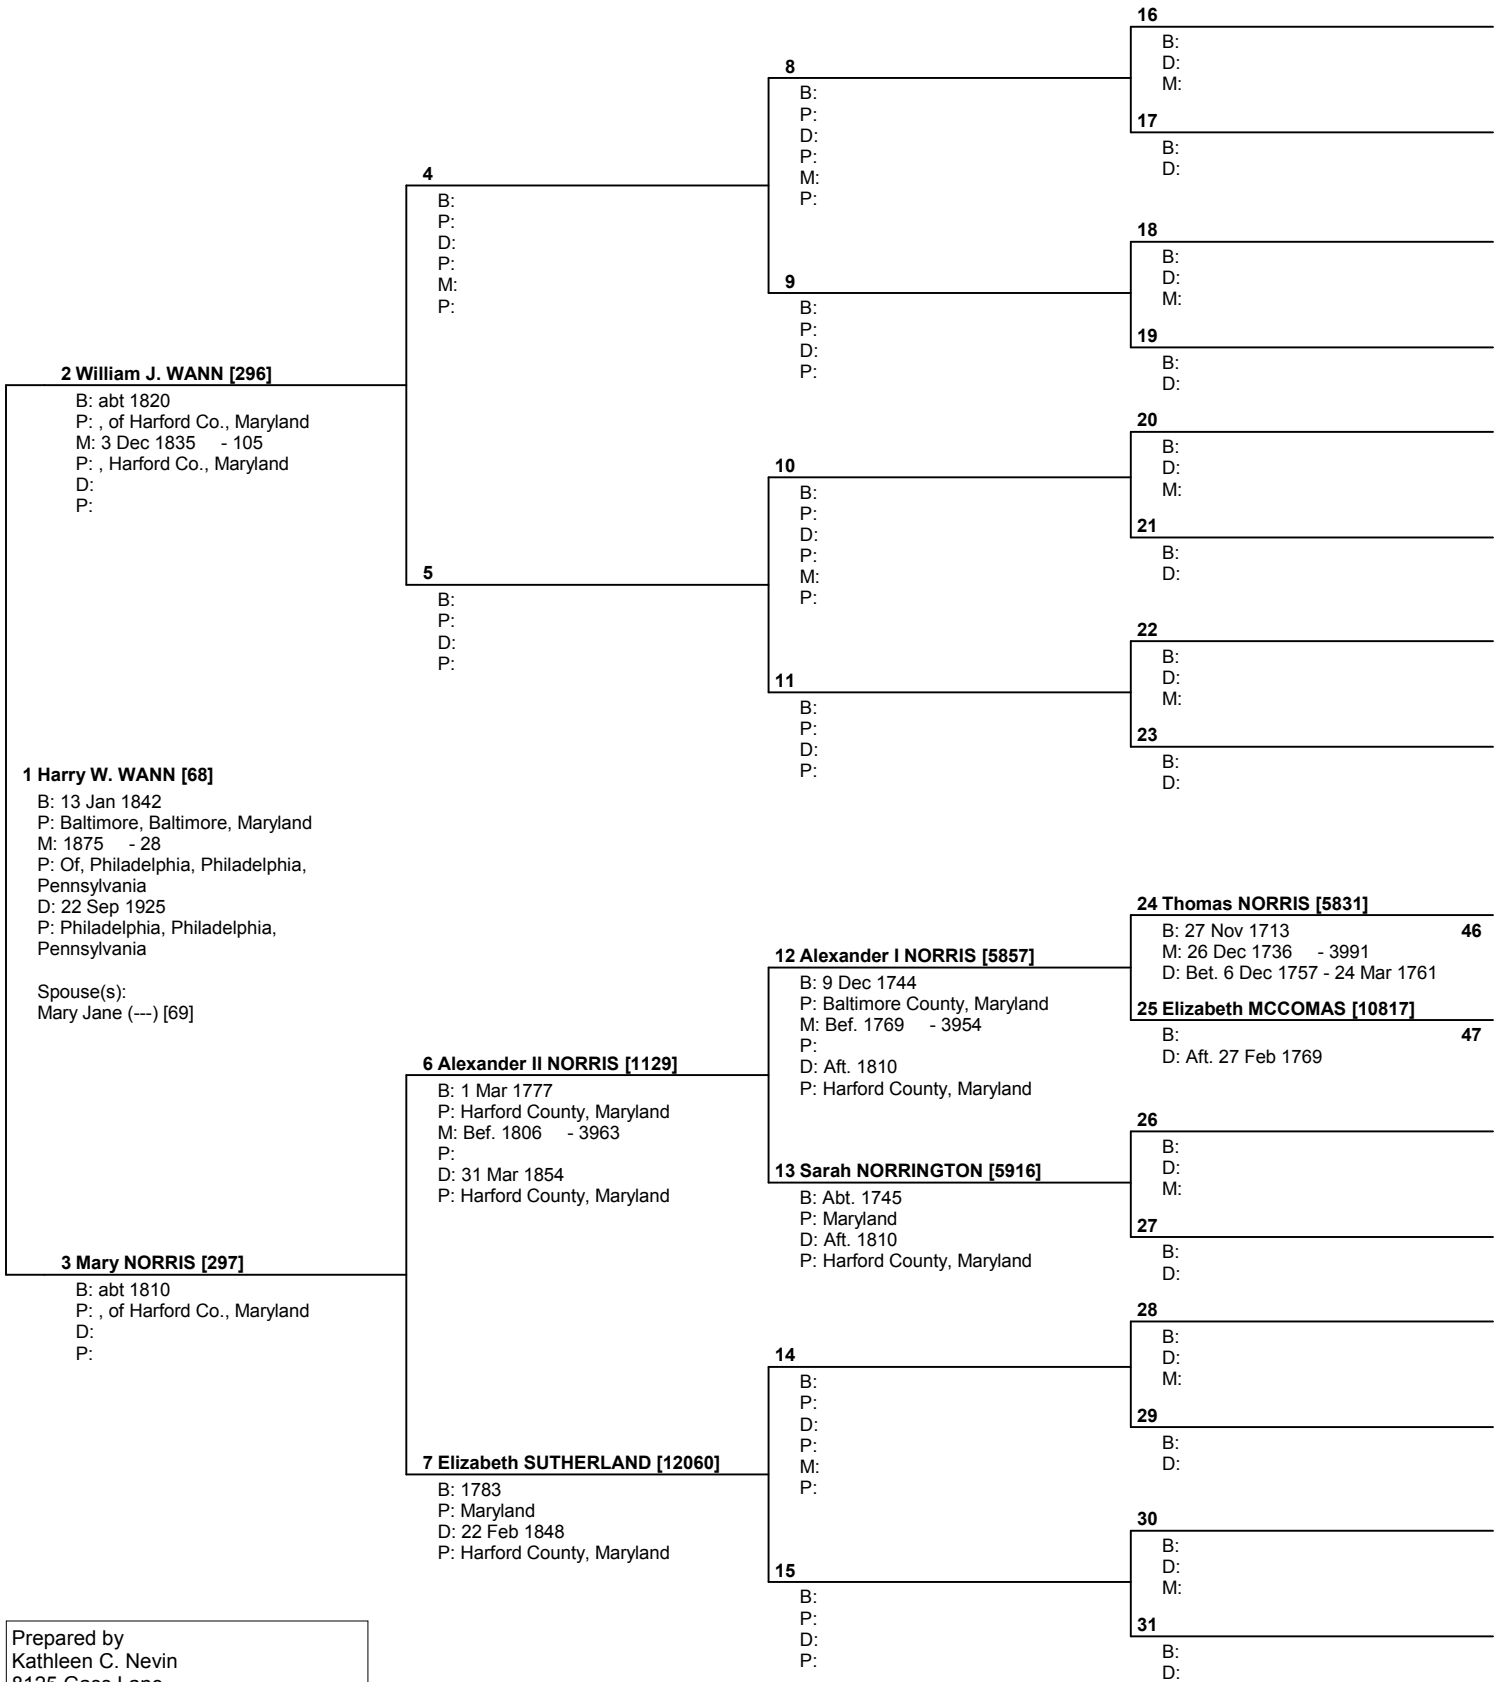 16
B:
D:
M:
8
B:
P:
D:
P:
M:
P:
17
B:
D:
4
B:
P:
D:
P:
M:
P:
18
B:
D:
M:
9
B:
P:
D:
P:
19
B:
D:
2 William J. WANN [296]
B: abt 1820
P: , of Harford Co., Maryland
M: 3 Dec 1835 - 105
P: , Harford Co., Maryland
D:
P:
20
B:
D:
M:
10
B:
P:
D:
P:
M:
P:
21
B:
D:
5
B:
P:
D:
P:
22
B:
D:
M:
11
B:
P:
D:
P:
23
B:
D:
1 Harry W. WANN [68]
B: 13 Jan 1842
P: Baltimore, Baltimore, Maryland
M: 1875 - 28
P: Of, Philadelphia, Philadelphia,
Pennsylvania
D: 22 Sep 1925
P: Philadelphia, Philadelphia,
Pennsylvania
Spouse(s):
Mary Jane (---) [69]
24 Thomas NORRIS [5831]
B: 27 Nov 1713 46
M: 26 Dec 1736 - 3991
D: Bet. 6 Dec 1757 - 24 Mar 1761
12 Alexander I NORRIS [5857]
B: 9 Dec 1744
P: Baltimore County, Maryland
M: Bef. 1769 - 3954
P:
D: Aft. 1810
P: Harford County, Maryland
25 Elizabeth MCCOMAS [10817]
B: 47
D: Aft. 27 Feb 1769
6 Alexander II NORRIS [1129]
B: 1 Mar 1777
P: Harford County, Maryland
M: Bef. 1806 - 3963
P:
D: 31 Mar 1854
P: Harford County, Maryland
26
B:
D:
M:
13 Sarah NORRINGTON [5916]
B: Abt. 1745
P: Maryland
D: Aft. 1810
P: Harford County, Maryland
27
B:
D:
3 Mary NORRIS [297]
B: abt 1810
P: , of Harford Co., Maryland
D:
P:
28
B:
D:
M:
14
B:
P:
D:
P:
M:
P:
29
B:
D:
7 Elizabeth SUTHERLAND [12060]
B: 1783
P: Maryland
D: 22 Feb 1848
P: Harford County, Maryland
30
B:
D:
M:
15
B:
P:
D:
P:
31
B:
D:
Prepared by
Kathleen C. Nevin